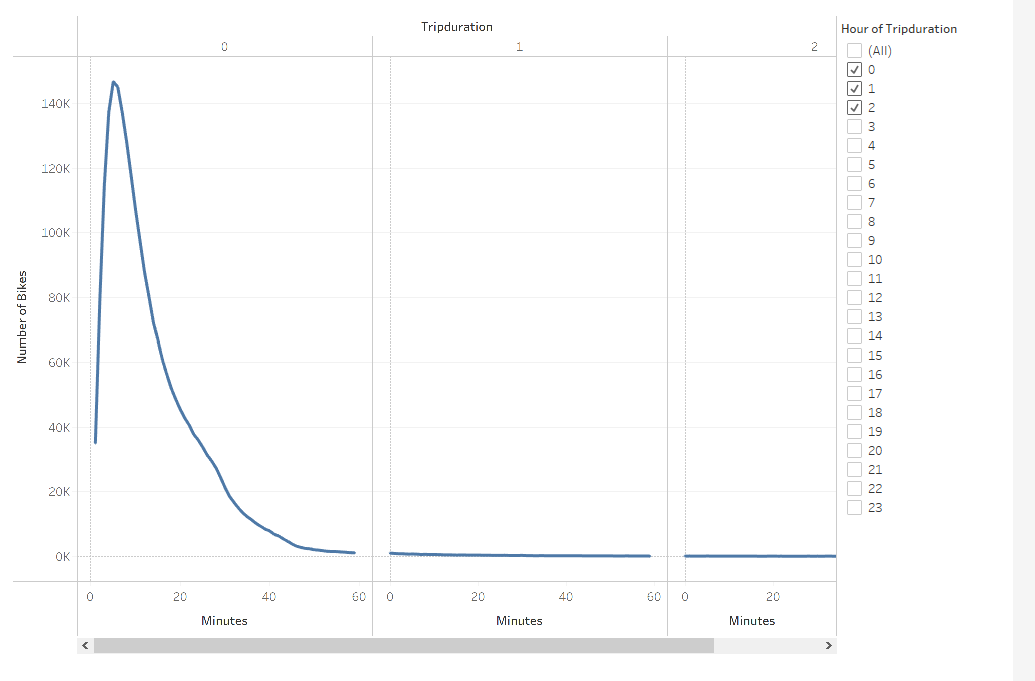 Tripduration
0 1 2
Number of Bikes
140K
120K
100K
80K
60K
40K
20K
0K
0 20 40 60 0 20 40 60 0 20
Minutes Minutes Minutes
Hour of Tripduration
(All)
0
1
2
3
4
5
6
7
8
9
10
11
12
13
14
15
16
17
18
19
20
21
22
23